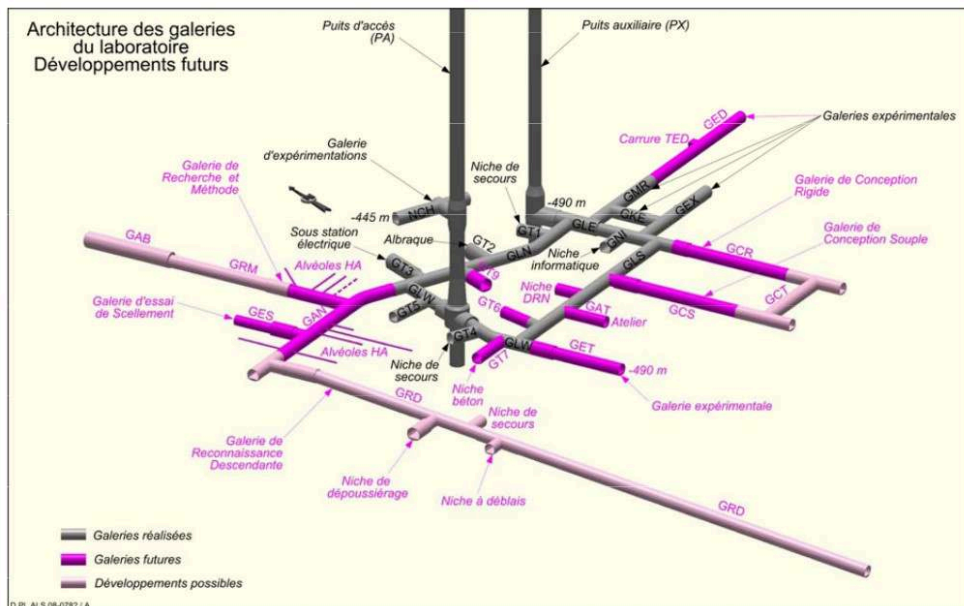 Architecture des galeries
du laboratoire
Développements futurs
Puits d'accès
(PA)
Puits auxiliaire (PX)
Galeries expérimentales
GED
Carrure TED
Galerie
d'expérimentations
Niche de
secours
Galerie de
Recherche et
Méthode
GMR
Galerie de Conception
Rigide
-490 m
GKE
GEX
NCH
-445 m
GT1
GLE
Galerie de
Conception Souple
Sous station
électrique
Albraque
GT2
GNI
GAB
GLN
Niche
informatique
GLS
GCR
GRM
Alvéoles HA
GT3
GT9
GCT
Galerie d'essai
de Scellement
GLW
Niche
DRN
GES
GAN
GT5
GT6
GAT
Atelier
GCS
GT4
Alvéoles HA
Niche de
secours
GLW
GET
GT7
-490 m
Niche
béton
Galerie expérimentale
GRD
Niche de
secours
Galerie de
Reconnaissance
Descendante
Niche de
dépoussiérage
Niche à déblais
GRD
Galeries réalisées
Galeries futures
Développements possibles
D.PL.ALS.08-0782 / A